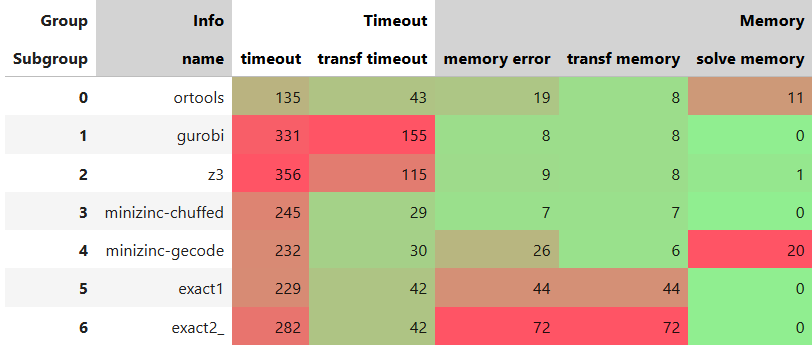 Group Info Timeout Memory
Subgroup name timeout transf timeout memory error transf memory solve memory
0 ortools 135 43 19 8 11
1 gurobi 331 155 8 8 0
2 z3 356 115 9 8 1
3 minizinc-chuffed 245 29 7 7 0
4 minizinc-gecode 232 30 26 6 20
5 exact1 229 42 44 44 0
6 exact2_ 282 42 72 72 0